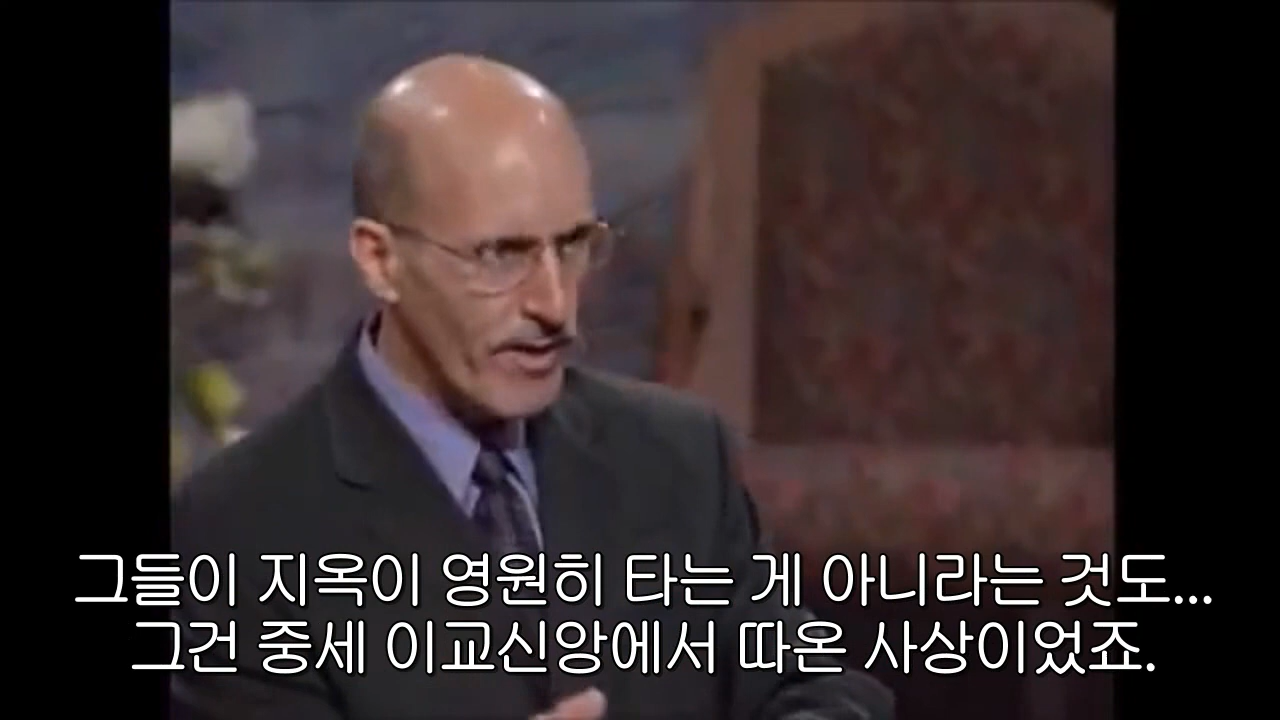 그들이 지옥이 영원히 타는 게 아니라는 것도...
그건 중세 이교신앙에서 따온 사상이었죠.